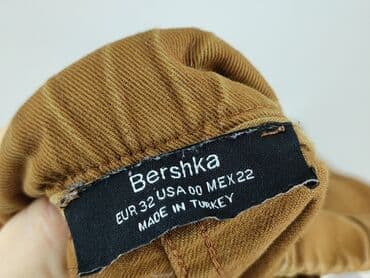 Bershka
EUR 32 USA 00 MEX 22
MADE IN TURKEY